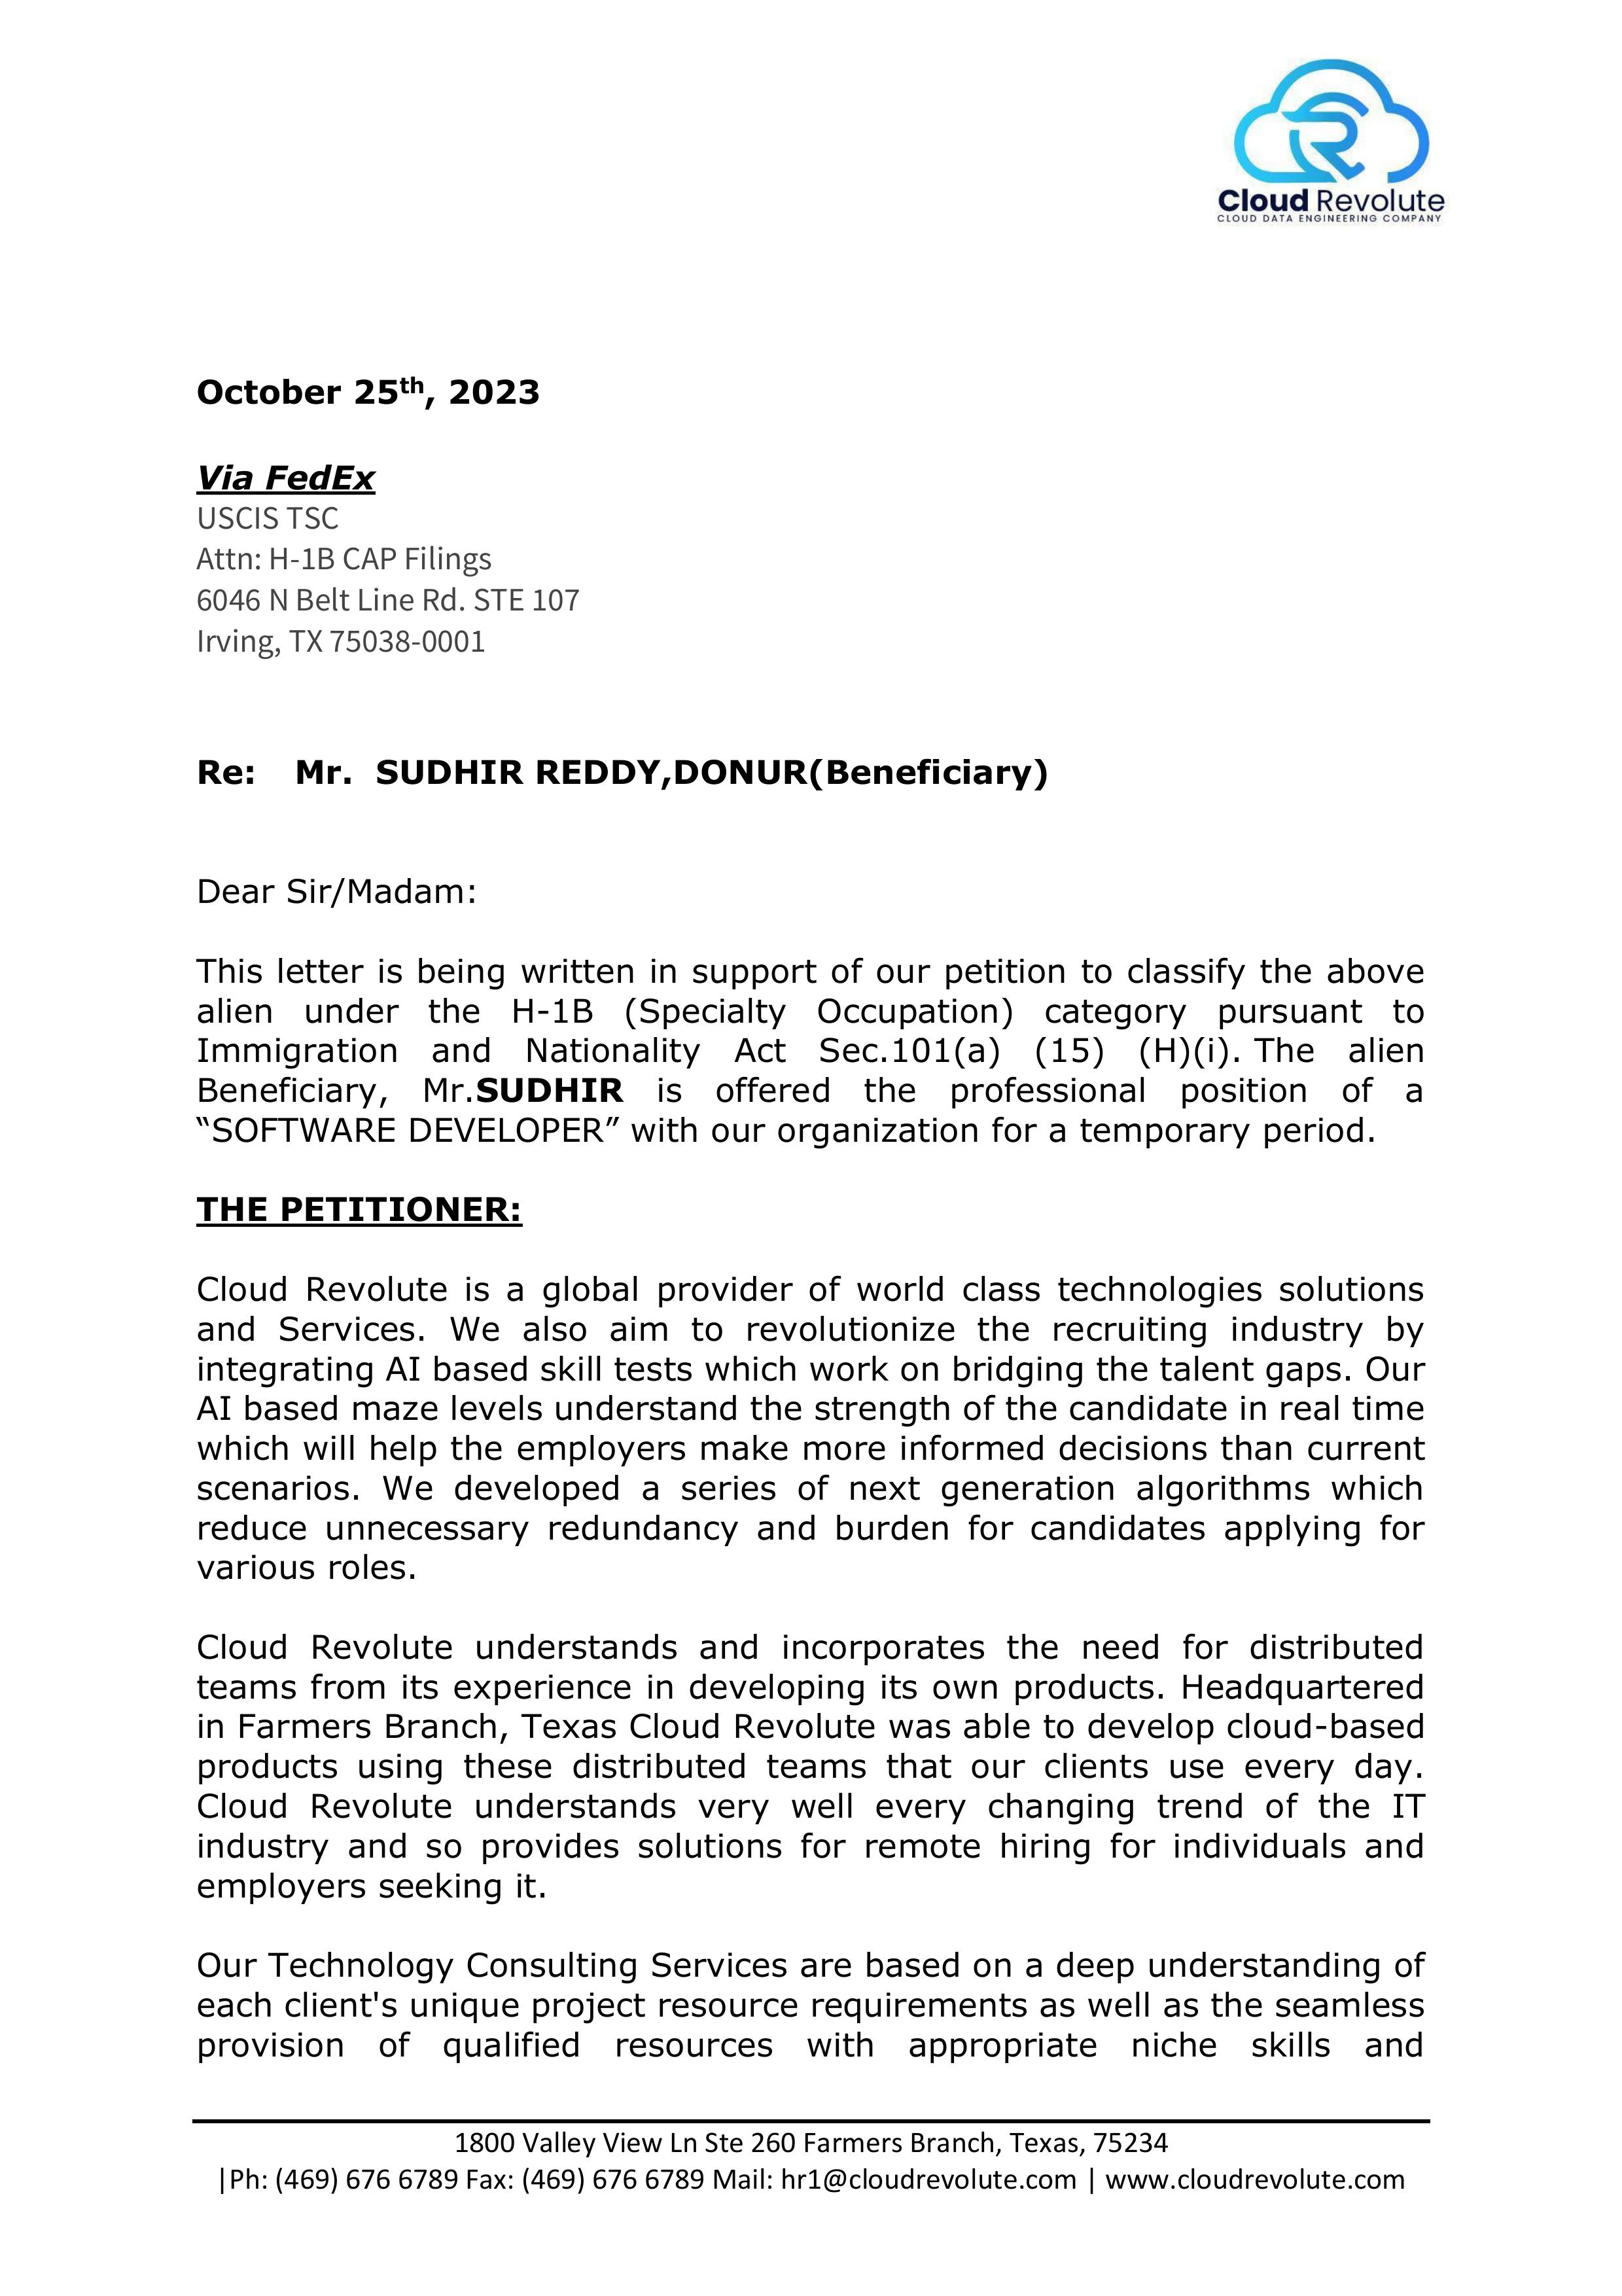 Cloud Revolute
CLOUD DATA ENGINEERING COMPANY
October 25th, 2023
Via FedEx
USCIS TSC
Attn: H-1B CAP Filings
6046 N Belt Line Rd. STE 107
Irving, TX 75038-0001
Re: Mr. SUDHIR REDDY,DONUR(Beneficiary)
Dear Sir/Madam:
This letter is being written in support of our petition to classify the above
alien under the H-1B (Specialty Occupation) category pursuant to
Immigration and Nationality Act Sec.101(a) (15) (H)(i). The alien
Beneficiary, Mr.SUDHIR is offered the professional position of a
“SOFTWARE DEVELOPER” with our organization for a temporary period.
THE PETITIONER:
Cloud Revolute is a global provider of world class technologies solutions
and Services. We also aim to revolutionize the recruiting industry by
integrating AI based skill tests which work on bridging the talent gaps. Our
AI based maze levels understand the strength of the candidate in real time
which will help the employers make more informed decisions than current
scenarios. We developed a series of next generation algorithms which
reduce unnecessary redundancy and burden for candidates applying for
various roles.
Cloud Revolute understands and incorporates the need for distributed
teams from its experience in developing its own products. Headquartered
in Farmers Branch, Texas Cloud Revolute was able to develop cloud-based
products using these distributed teams that our clients use every day.
Cloud Revolute understands very well every changing trend of the IT
industry and so provides solutions for remote hiring for individuals and
employers seeking it.
Our Technology Consulting Services are based on a deep understanding of
each client's unique project resource requirements as well as the seamless
provision of qualified resources with appropriate niche skills and
1800 Valley View Ln Ste 260 Farmers Branch, Texas, 75234
|Ph: (469) 676 6789 Fax: (469) 676 6789 Mail: hr1@cloudrevolute.com | www.cloudrevolute.com